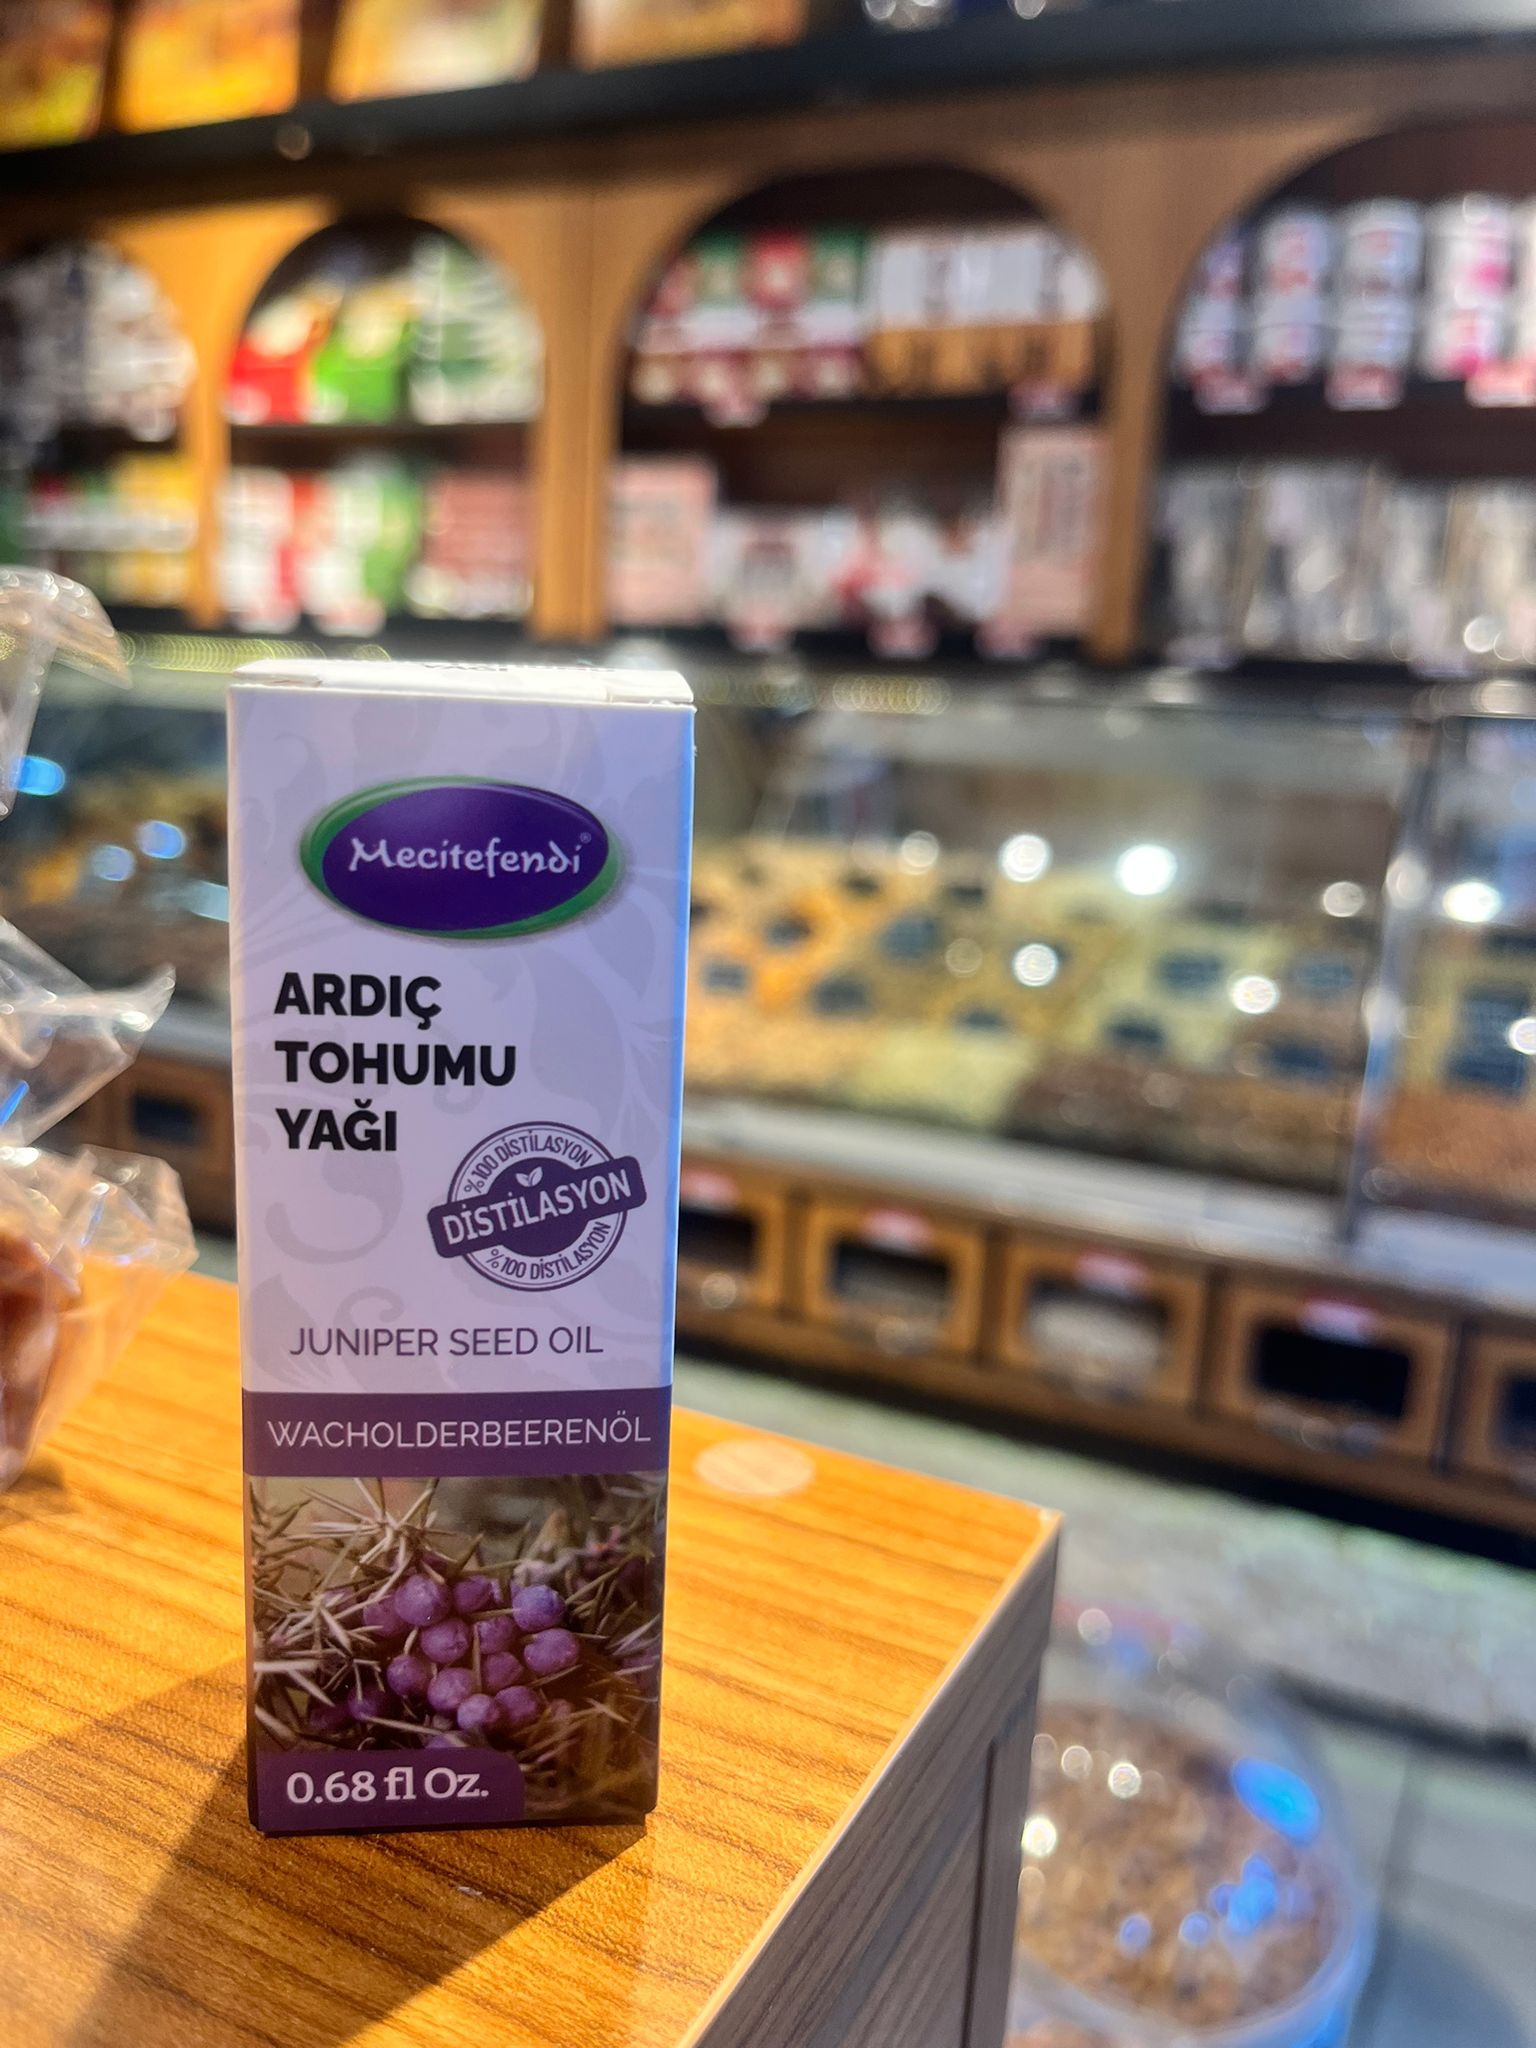 YAĞI
Mecitefendi®
ARDIÇ
TOHUMU
YAĞI
%100 DİSTİLASYON
DİSTİLASYON
%100 DİSTİLASYON
JUNIPER SEED OIL
WACHOLDERBEERENÖL
0.68 fl Oz.